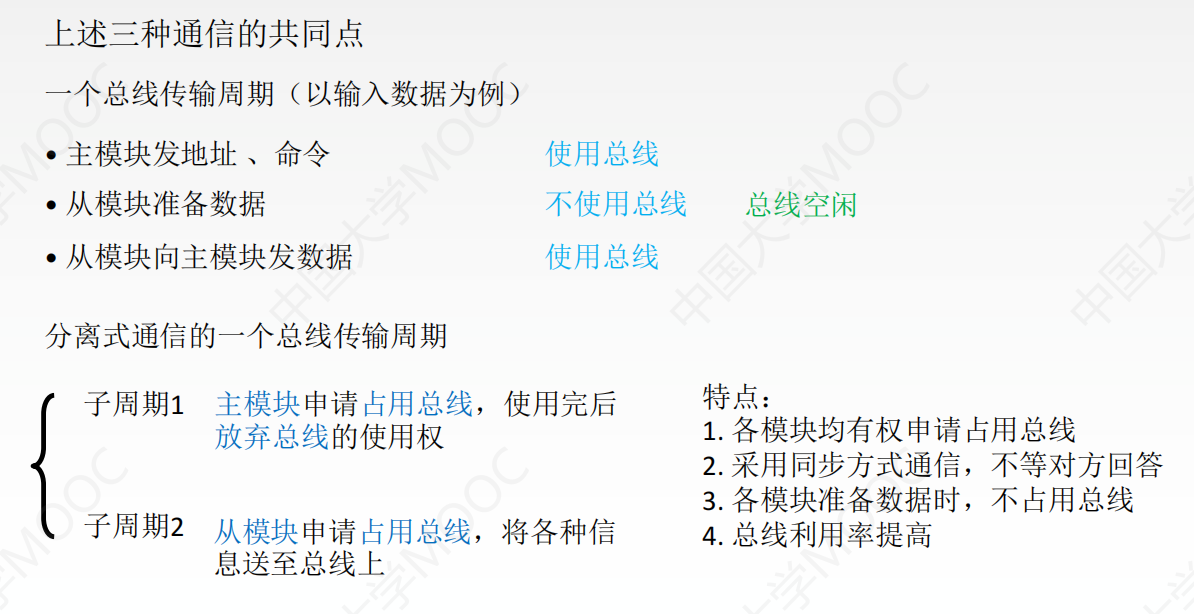 上述三种通信的共同点
一个总线传输周期（以输入数据为例）
• 主模块发地址 、命令 使用总线
• 从模块准备数据 不使用总线 总线空闲
• 从模块向主模块发数据 使用总线
分离式通信的一个总线传输周期
子周期1 主模块申请占用总线，使用完后
放弃总线的使用权
子周期2 从模块申请占用总线，将各种信
息送至总线上
特点：
1. 各模块均有权申请占用总线
2. 采用同步方式通信，不等对方回答
3. 各模块准备数据时，不占用总线
4. 总线利用率提高
中国大学MOOC
中国大学MOOC